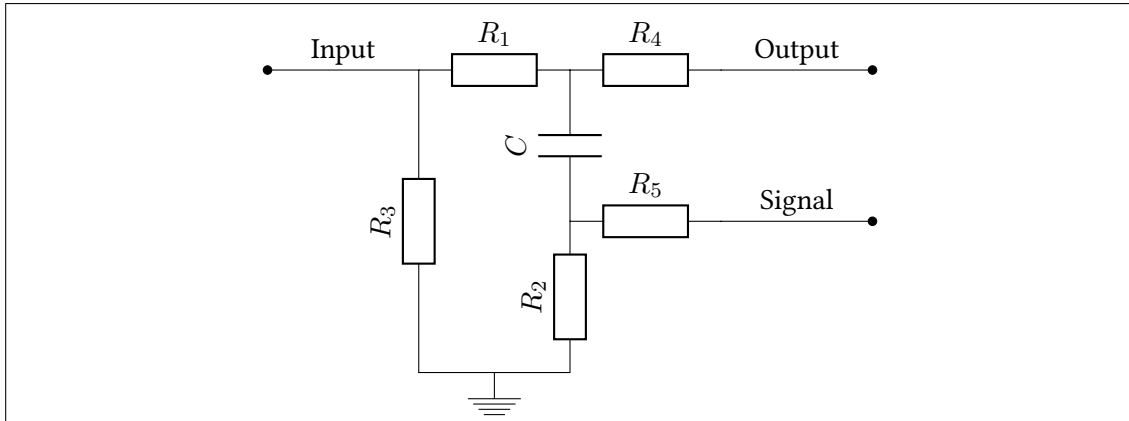 Input R₁ R₄ Output
C
R₃ R₅ Signal
R₂